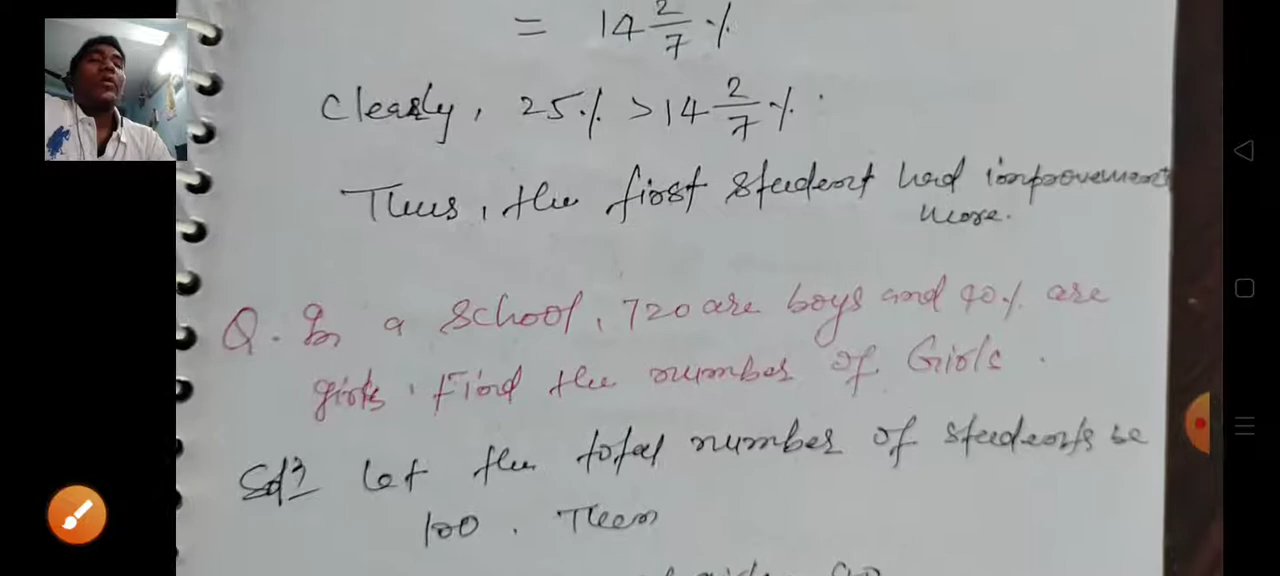 = 14 2/7 %
Clearly, 25% > 14 2/7 %.
Thus, the first student had improvement
more.
Q. In a school, 720 are boys and 40% are
girls. Find the number of Girls.
Sol? Let the total number of students be
100. Then